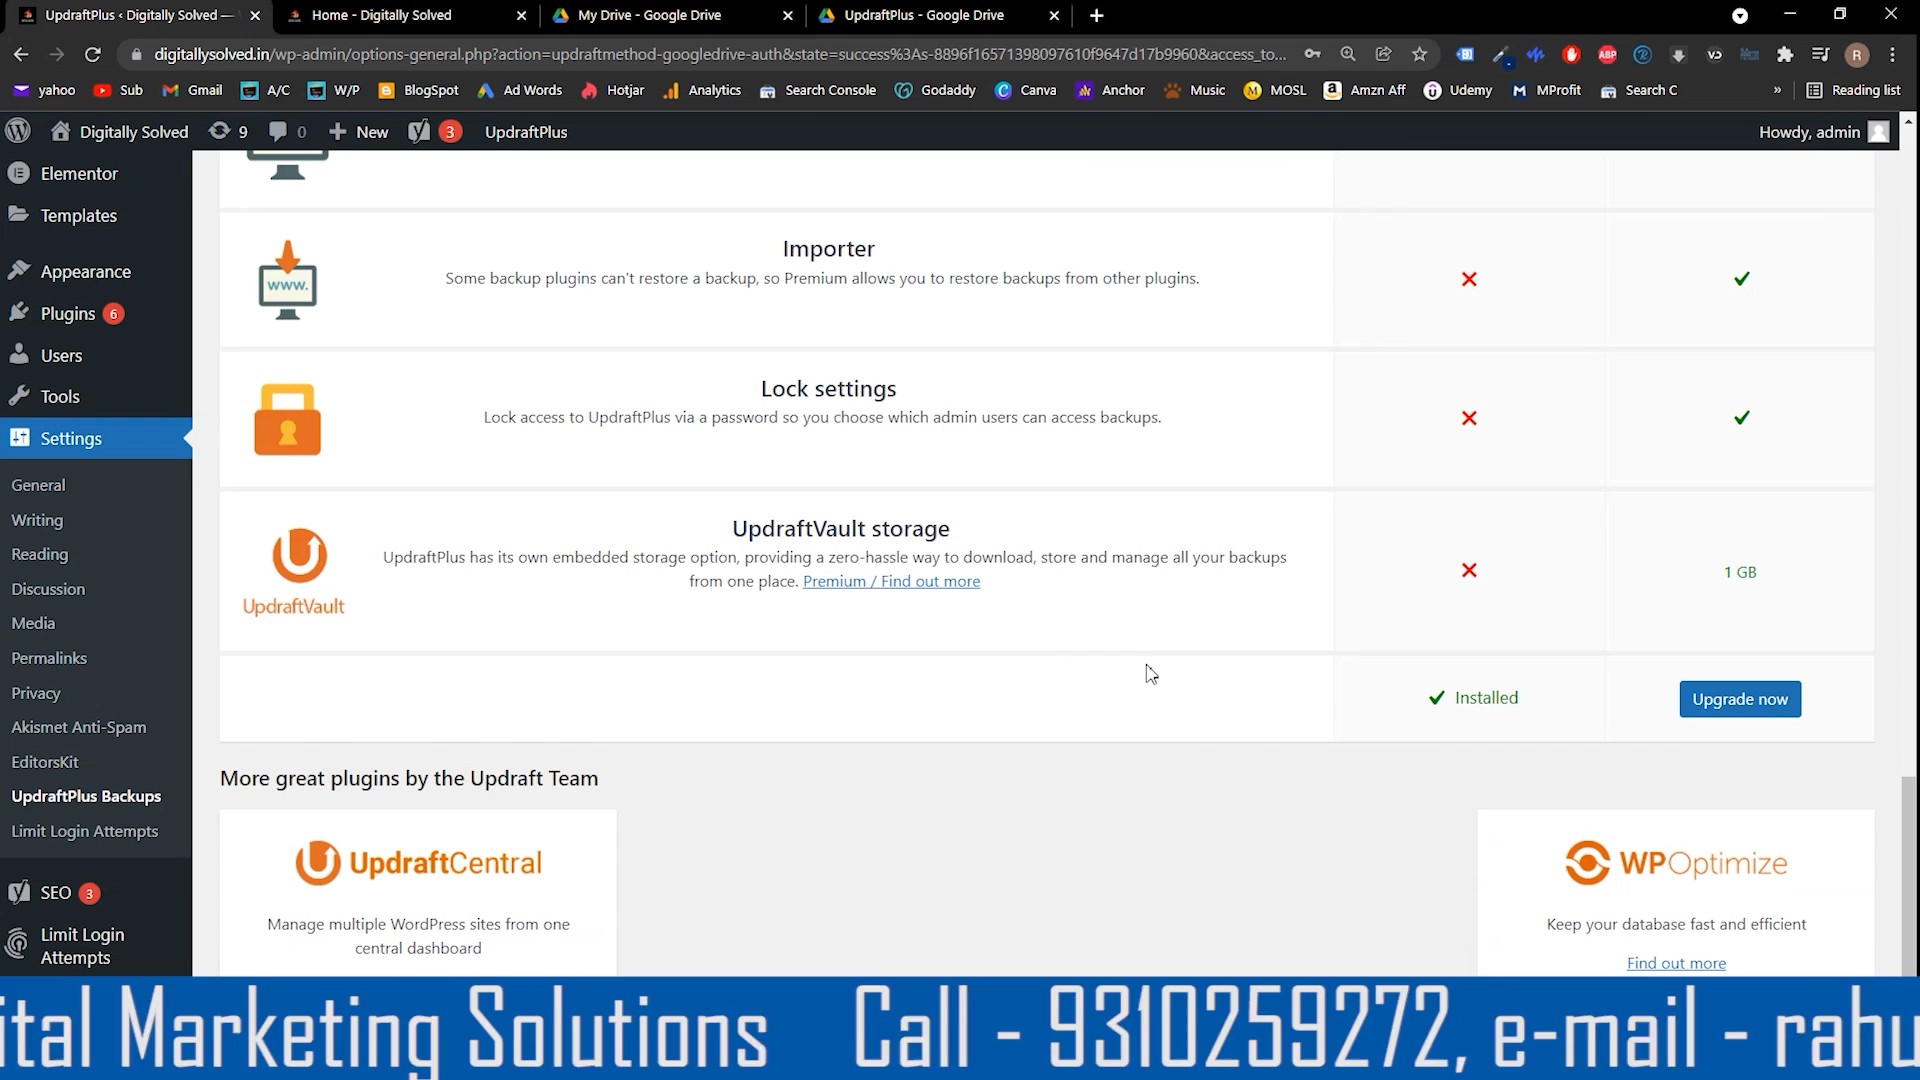 UpdraftPlus ‹ Digitally Solved —
Home - Digitally Solved
My Drive - Google Drive
UpdraftPlus - Google Drive
digitallysolved.in/wp-admin/options-general.php?action=updraftmethod-googledrive-auth&state=success%3As-8896f16571398097610f9647d17b9960&access_to...
yahoo
Sub
Gmail
A/C
W/P
BlogSpot
Ad Words
Hotjar
Analytics
Search Console
Godaddy
Canva
Anchor
Music
MOSL
Amzn Aff
Udemy
MProfit
Search C
»
Reading list
Digitally Solved
9
0
New
3
UpdraftPlus
Howdy, admin
Elementor
Templates
Appearance
Plugins 6
Users
Tools
Settings
General
Writing
Reading
Discussion
Media
Permalinks
Privacy
Akismet Anti-Spam
EditorsKit
UpdraftPlus Backups
Limit Login Attempts
SEO 3
Limit Login
Attempts
www.
Importer
Some backup plugins can't restore a backup, so Premium allows you to restore backups from other plugins.
Lock settings
Lock access to UpdraftPlus via a password so you choose which admin users can access backups.
UpdraftVault
UpdraftVault storage
UpdraftPlus has its own embedded storage option, providing a zero-hassle way to download, store and manage all your backups
from one place. Premium / Find out more
1 GB
Installed
Upgrade now
More great plugins by the Updraft Team
UpdraftCentral
Manage multiple WordPress sites from one
central dashboard
WPOptimize
Keep your database fast and efficient
Find out more
ital Marketing Solutions Call - 9310259272, e-mail - rahu